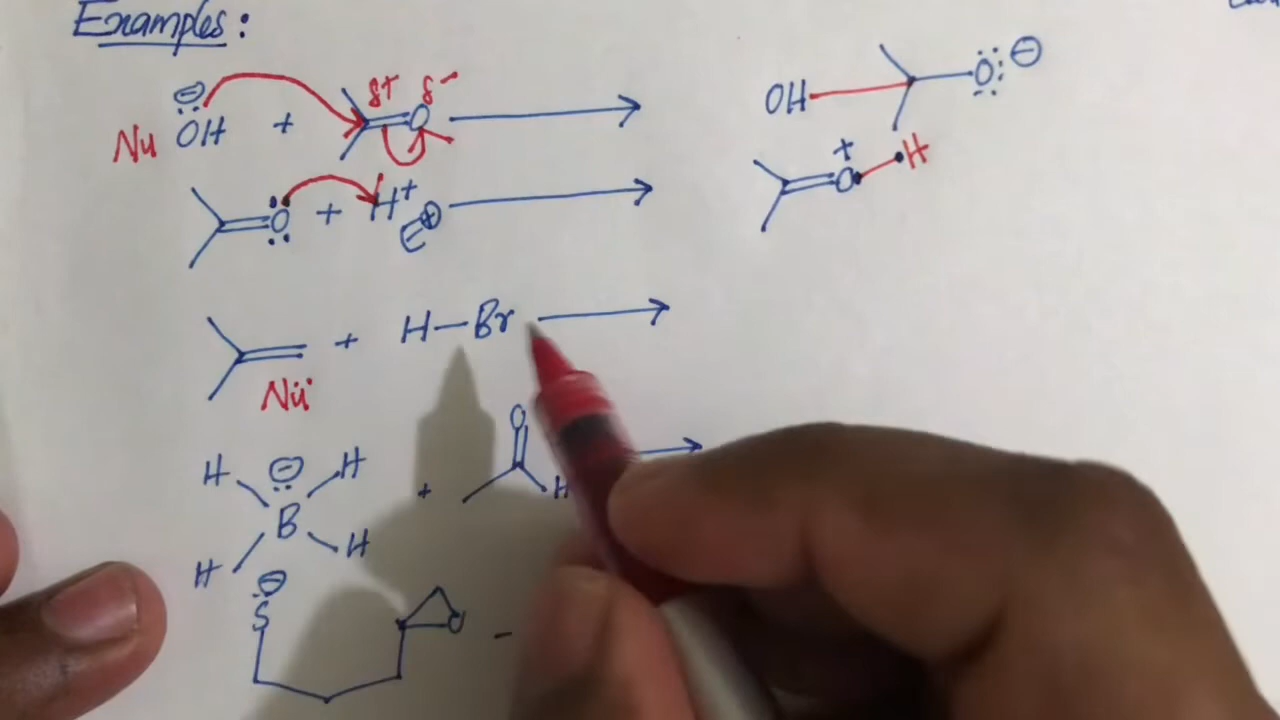 Examples:
Nu ⊖ :OH + δ+ δ- O → OH O ⊖
O + H+ E⊕ → O + H
+ H—Br →
Nu
H ⊖ H B H H + O H →
⊖ S O